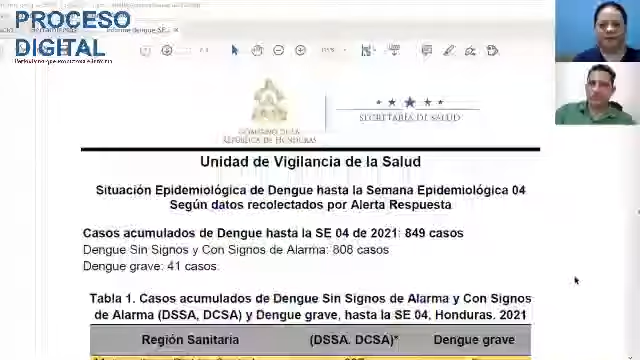 PROCESO
DIGITAL
Informe dengue SE
GOBIERNO DE LA
REPÚBLICA DE HONDURAS
SECRETARÍA DE SALUD
Unidad de Vigilancia de la Salud
Situación Epidemiológica de Dengue hasta la Semana Epidemiológica 04
Según datos recolectados por Alerta Respuesta
Casos acumulados de Dengue hasta la SE 04 de 2021: 849 casos
Dengue Sin Signos y Con Signos de Alarma: 808 casos
Dengue grave: 41 casos.
Tabla 1. Casos acumulados de Dengue Sin Signos de Alarma y Con Signos
de Alarma (DSSA, DCSA) y Dengue grave, hasta la SE 04, Honduras. 2021
Región Sanitaria (DSSA. DCSA)* Dengue grave